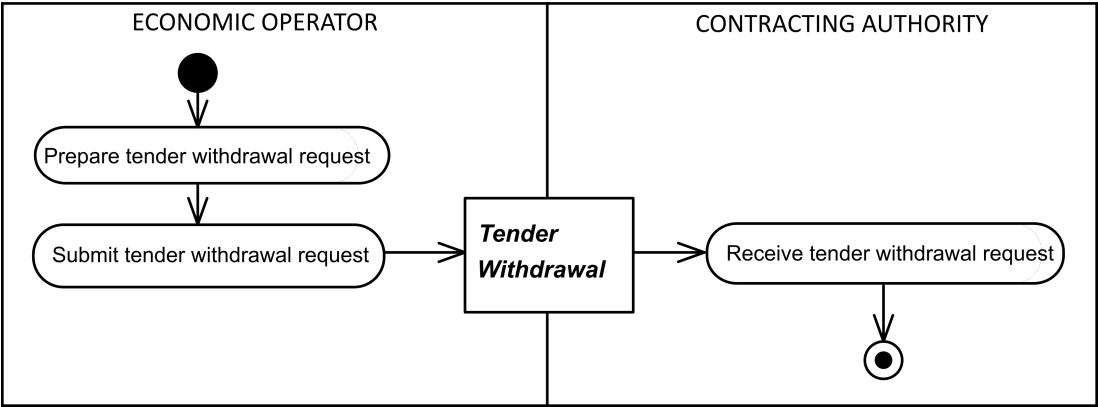 ECONOMIC OPERATOR
CONTRACTING AUTHORITY
Prepare tender withdrawal request
Submit tender withdrawal request
Tender
Withdrawal
Receive tender withdrawal request